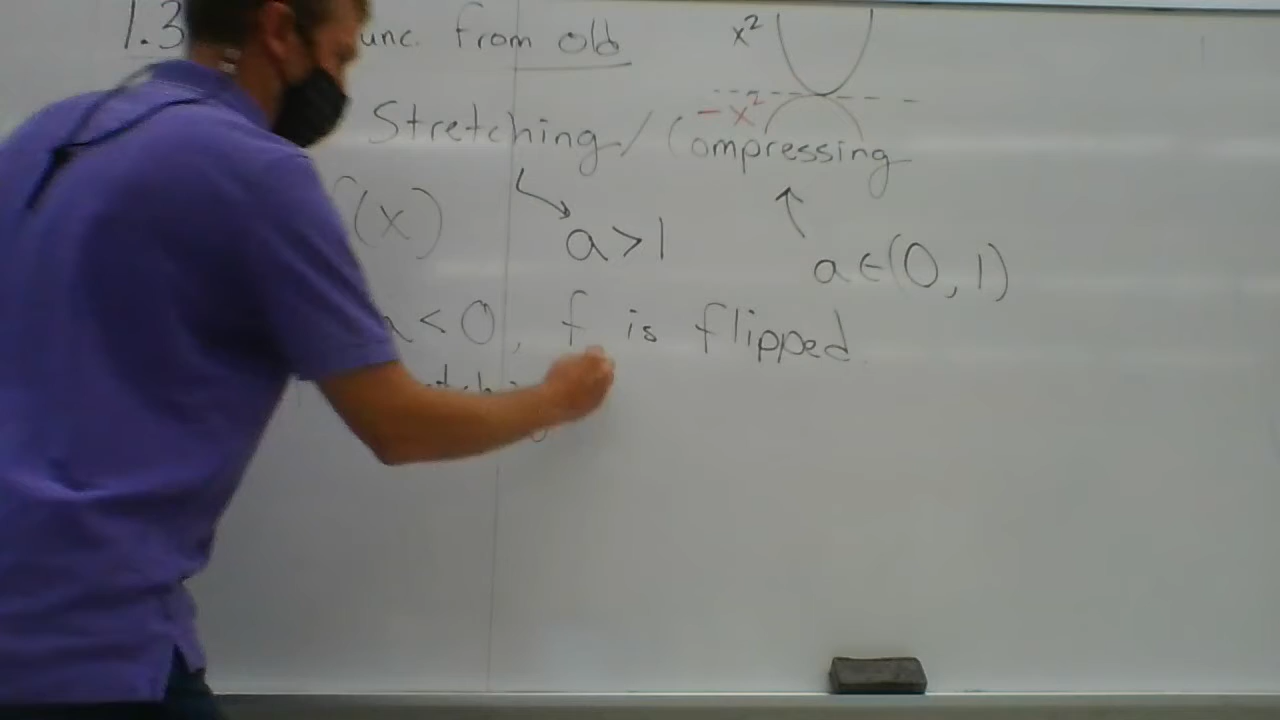 1.3 unc. from old
x²
-x²
Stretching/Compressing
(x) a>1
a∈(0,1)
<0, f is flipped